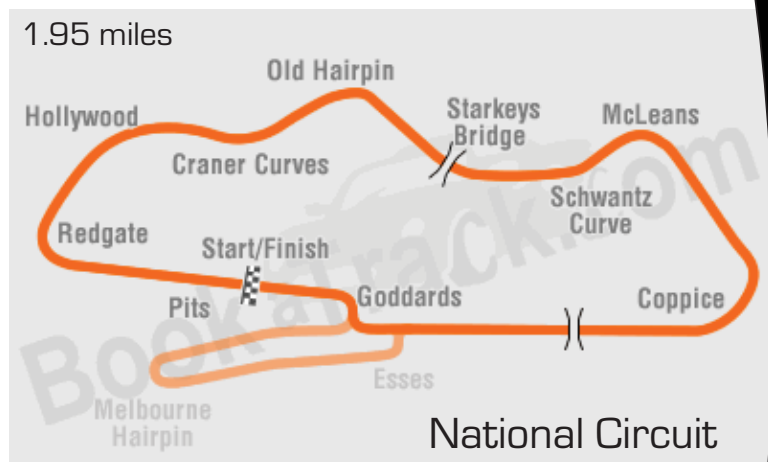 1.95 miles
Old Hairpin
Hollywood
Starkeys
Bridge
McLeans
Craner Curves
Schwantz
Curve
Redgate
Start/Finish
Pits
Goddards
Coppice
Esses
Melbourne
Hairpin
BookaTrack.com
National Circuit